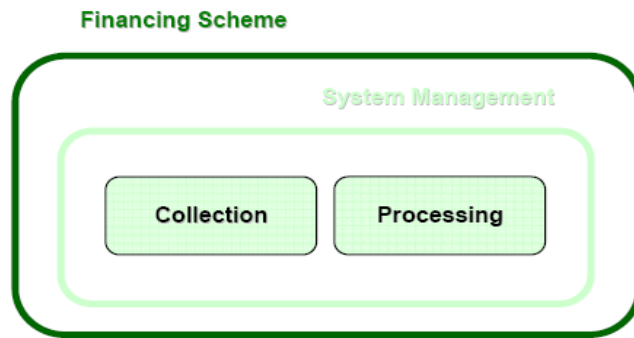 Financing Scheme
System Management
Collection
Processing